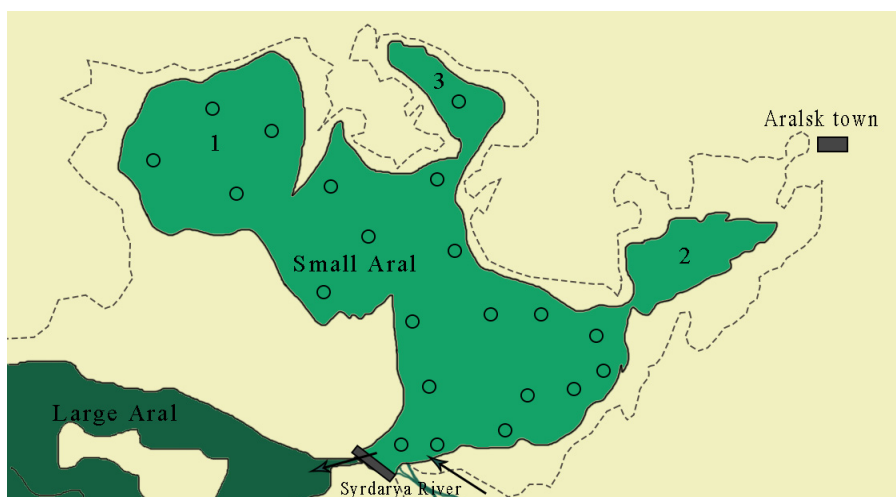 3
Aralsk town
1
2
Small Aral
Large Aral
Syrdarya River